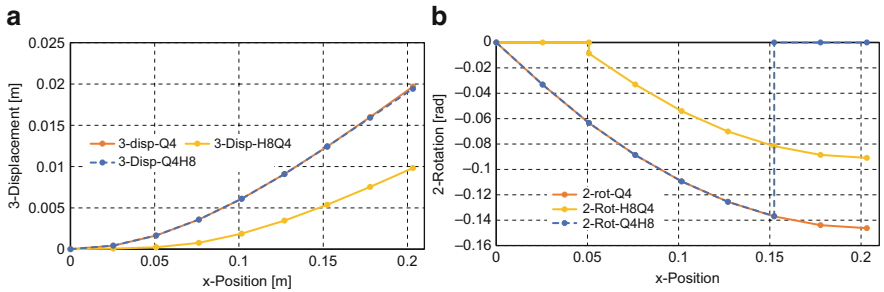 a
0.025
0.02
0.015
0.01
0.005
0
3-Displacement [m]
3-disp-Q4
3-Disp-H8Q4
3-Disp-Q4H8
0
0.05
0.1
0.15
0.2
x-Position [m]
b
0
−0.02
−0.04
−0.06
−0.08
−0.1
−0.12
−0.14
−0.16
2-Rotation [rad]
2-rot-Q4
2-Rot-H8Q4
2-Rot-Q4H8
0
0.05
0.1
0.15
0.2
x-Position